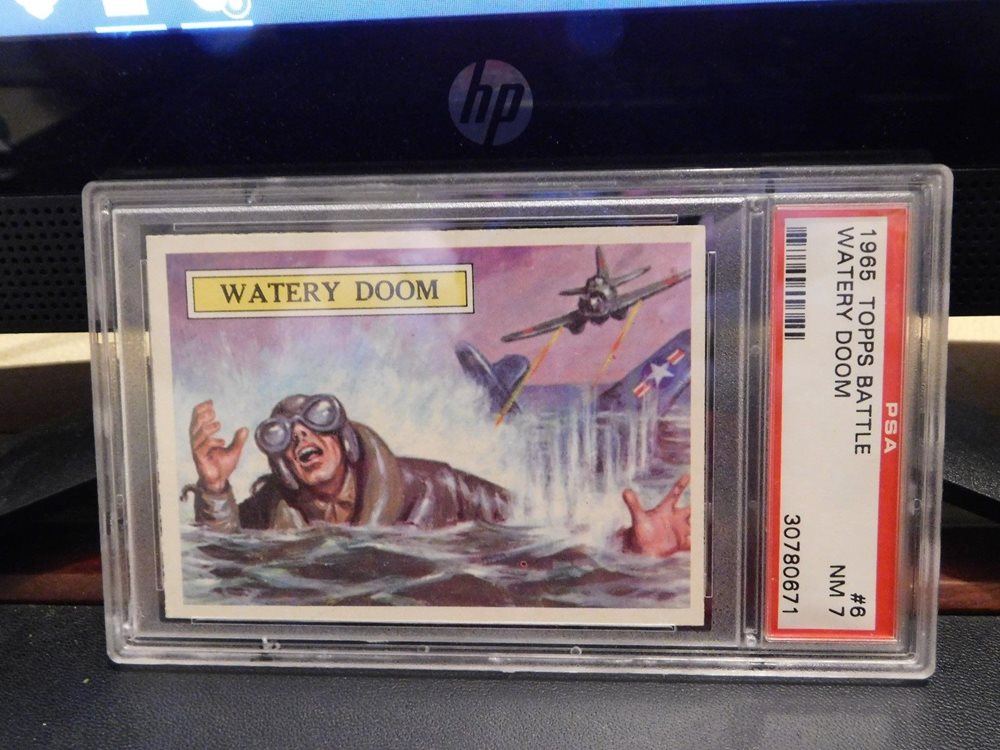 hp
WATERY DOOM
1965 TOPPS BATTLE
WATERY DOOM
PSA
#6
NM 7
30780671